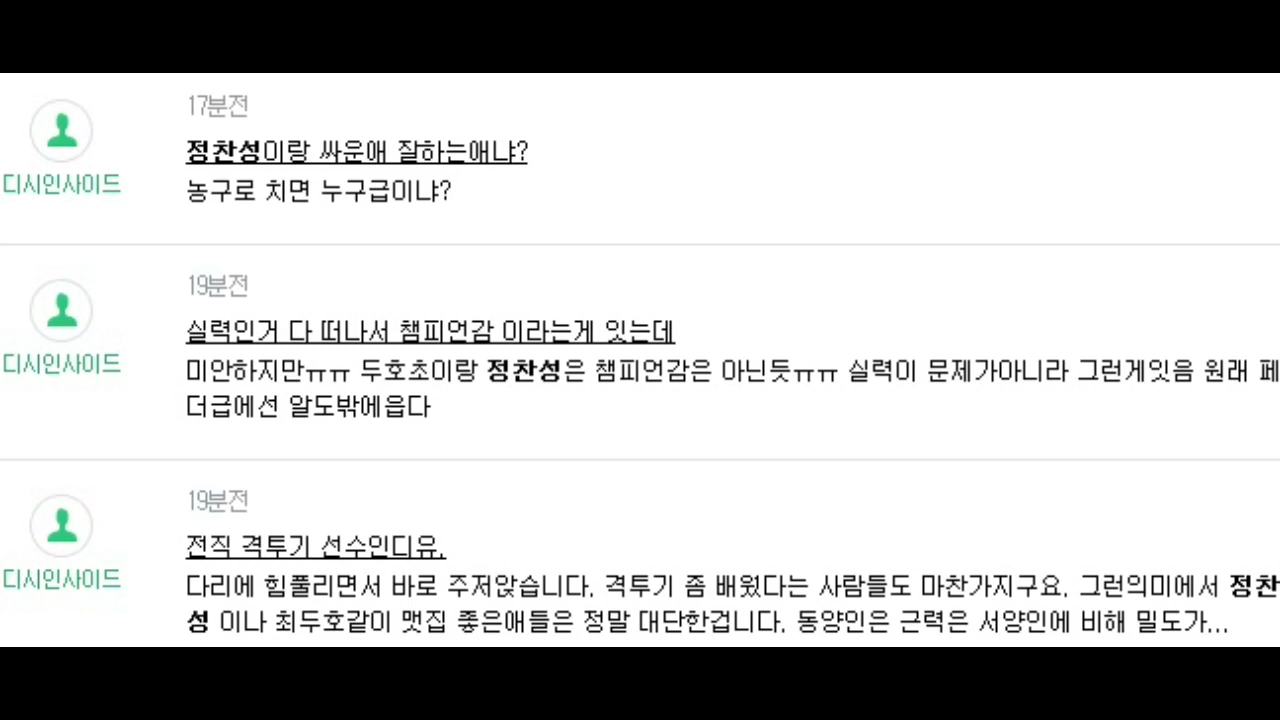 17분전
정찬성이랑 싸운애 잘하는애냐?
디시인사이드
농구로 치면 누구급이냐?
19분전
실력인거 다 떠나서 챔피언감 이라는게 잇는데
디시인사이드
미안하지만ㅠㅠ 두호초이랑 정찬성은 챔피언감은 아닌듯ㅠㅠ 실력이 문제가아니라 그런게잇음 원래 페
더급에선 알도밖에읍다
19분전
전직 격투기 선수인디유.
디시인사이드
다리에 힘풀리면서 바로 주저앉습니다. 격투기 좀 배웠다는 사람들도 마찬가지구요. 그런의미에서 정찬
성 이나 최두호같이 맷집 좋은애들은 정말 대단한겁니다. 동양인은 근력은 서양인에 비해 밀도가...